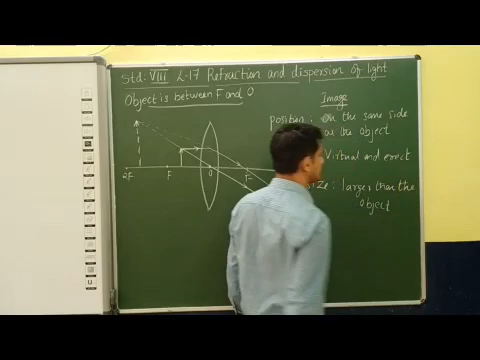 Std: VIII L-17 Refraction and dispersion of light
Object is between F and O
Image
position: On the same side
as the object
Virtual and erect
size: larger than the
object
2F F O F